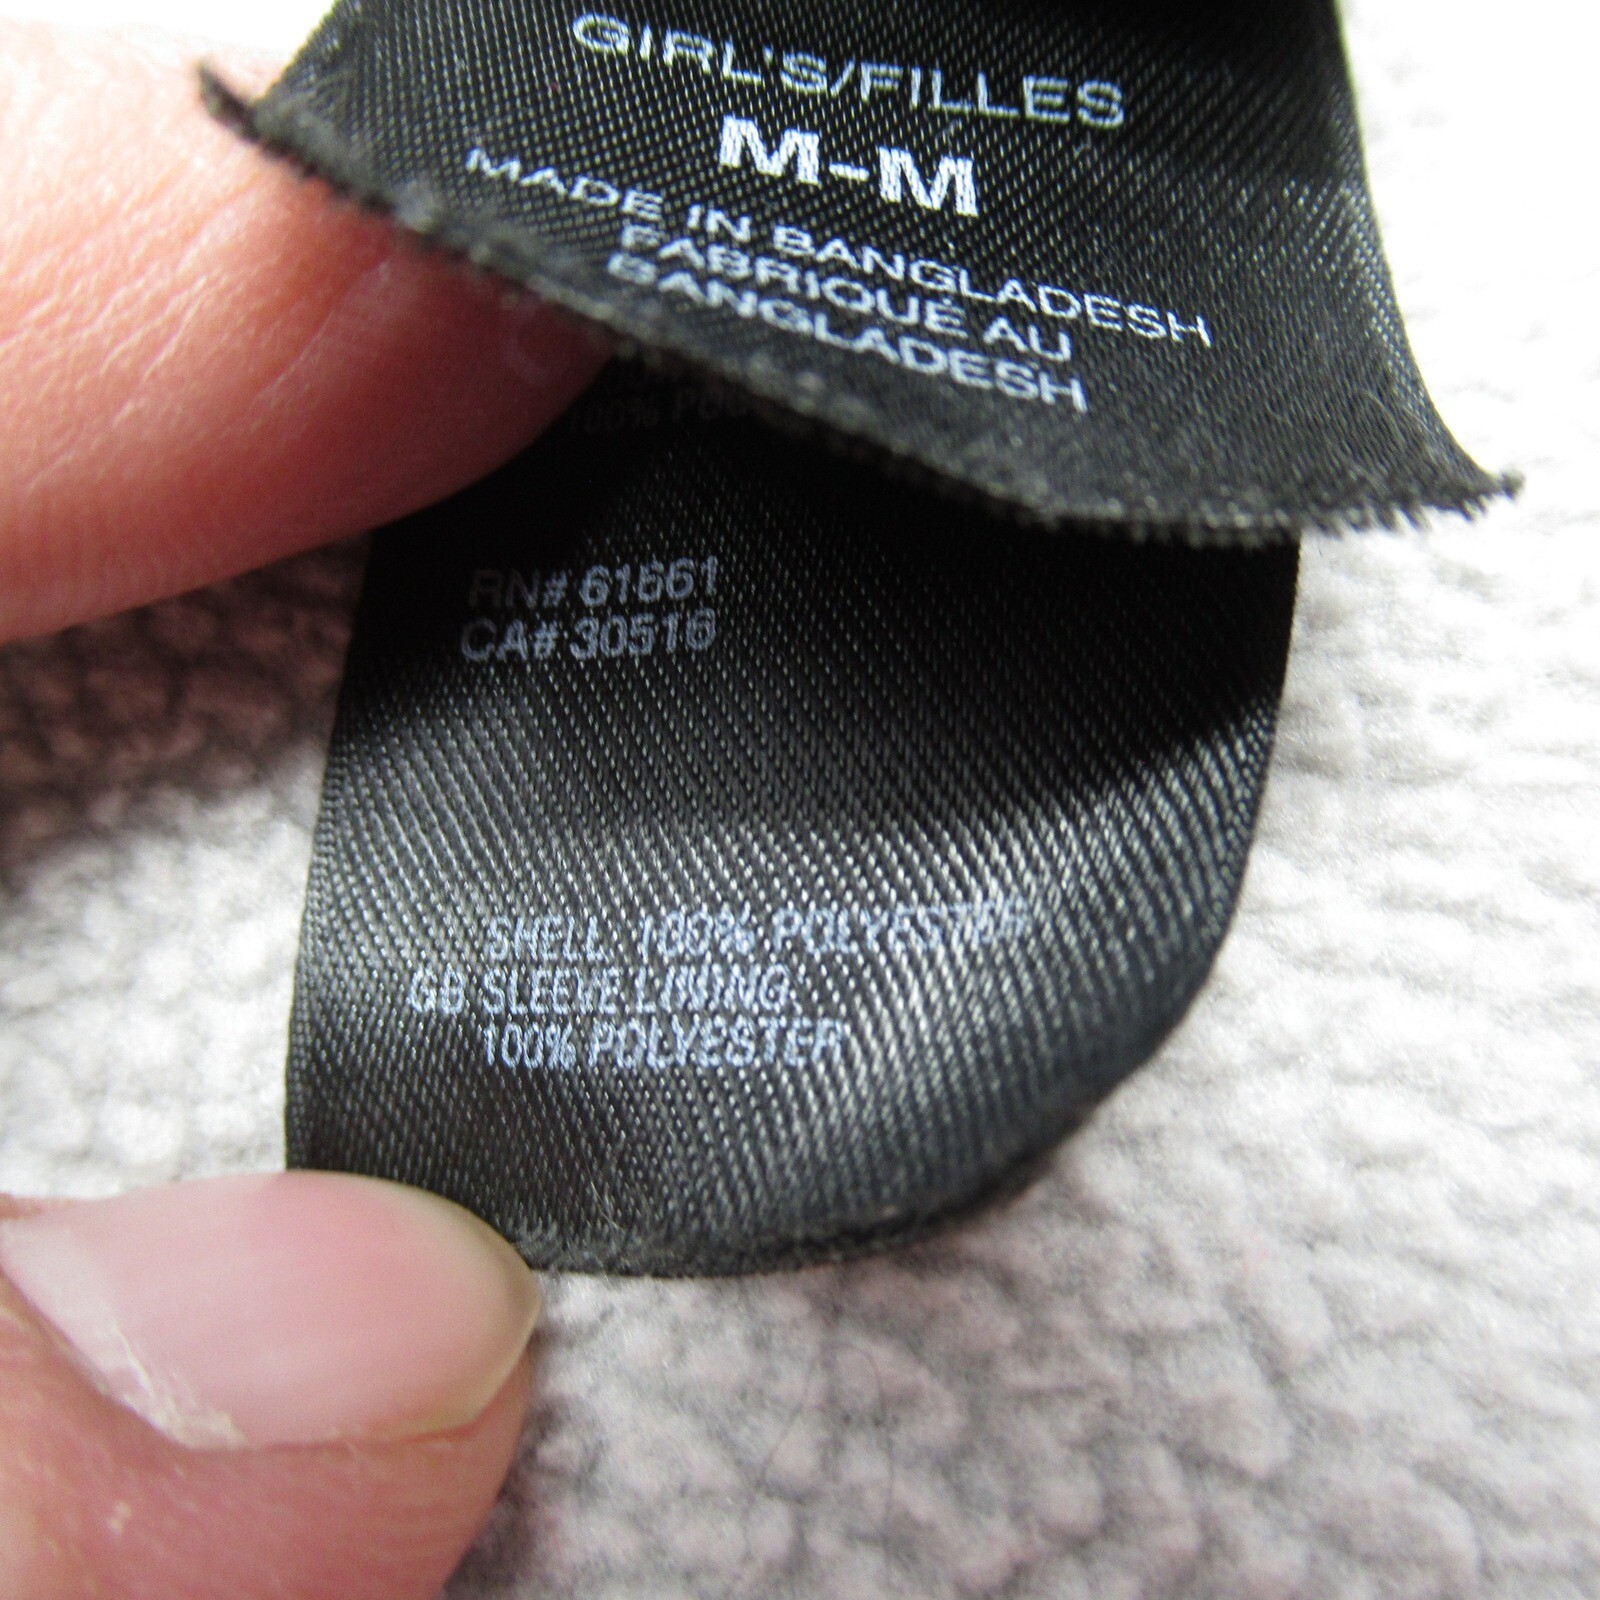 GIRL'S/FILLES
M-M
MADE IN BANGLADESH
FABRIQUÉ AU
BANGLADESH
100%
RN# 61661
CA# 30516
SHELL 100% POLYESTER
GB SLEEVE LINING:
100% POLYESTER